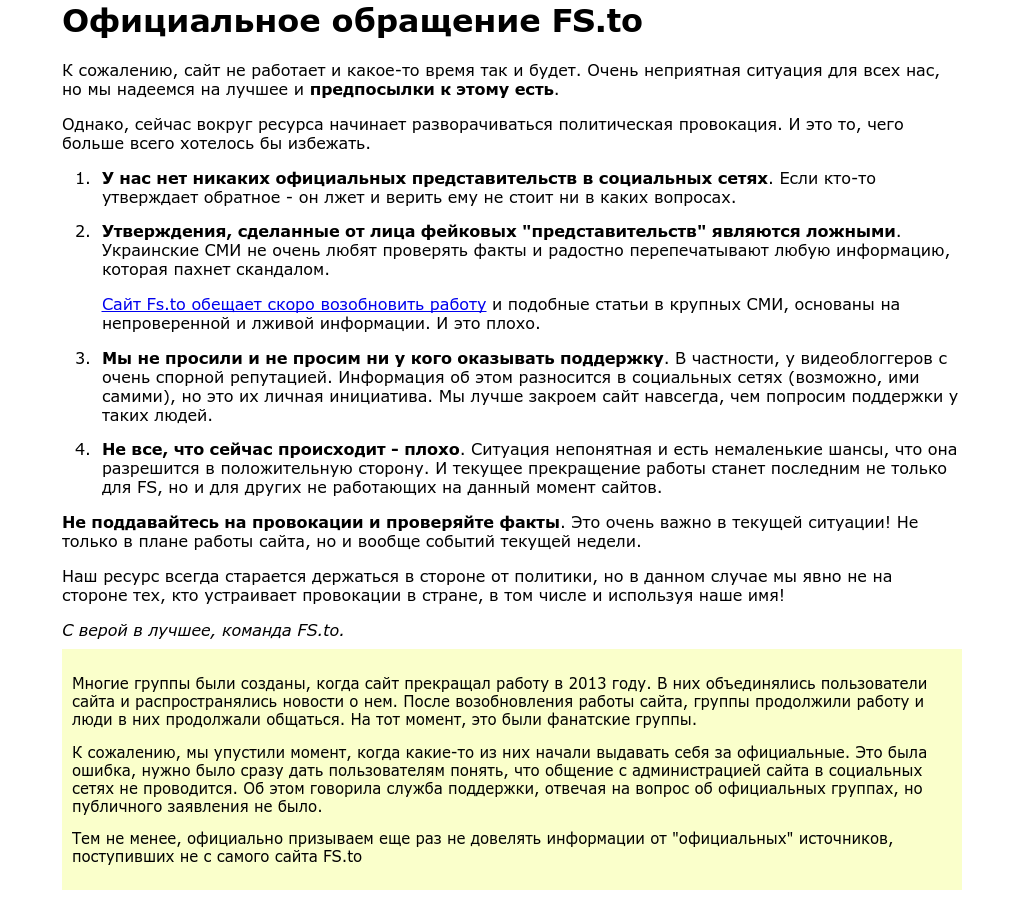 Официальное обращение FS.to
К сожалению, сайт не работает и какое-то время так и будет. Очень неприятная ситуация для всех нас,
но мы надеемся на лучшее и предпосылки к этому есть.
Однако, сейчас вокруг ресурса начинает разворачиваться политическая провокация. И это то, чего
больше всего хотелось бы избежать.
1. У нас нет никаких официальных представительств в социальных сетях. Если кто-то
утверждает обратное - он лжет и верить ему не стоит ни в каких вопросах.
2. Утверждения, сделанные от лица фейковых "представительств" являются ложными.
Украинские СМИ не очень любят проверять факты и радостно перепечатывают любую информацию,
которая пахнет скандалом.
Сайт Fs.to обещает скоро возобновить работу и подобные статьи в крупных СМИ, основаны на
непроверенной и лживой информации. И это плохо.
3. Мы не просили и не просим ни у кого оказывать поддержку. В частности, у видеоблоггеров с
очень спорной репутацией. Информация об этом разносится в социальных сетях (возможно, ими
самими), но это их личная инициатива. Мы лучше закроем сайт навсегда, чем попросим поддержки у
таких людей.
4. Не все, что сейчас происходит - плохо. Ситуация непонятная и есть немаленькие шансы, что она
разрешится в положительную сторону. И текущее прекращение работы станет последним не только
для FS, но и для других не работающих на данный момент сайтов.
Не поддавайтесь на провокации и проверяйте факты. Это очень важно в текущей ситуации! Не
только в плане работы сайта, но и вообще событий текущей недели.
Наш ресурс всегда старается держаться в стороне от политики, но в данном случае мы явно не на
стороне тех, кто устраивает провокации в стране, в том числе и используя наше имя!
С верой в лучшее, команда FS.to.
Многие группы были созданы, когда сайт прекращал работу в 2013 году. В них объединялись пользователи
сайта и распространялись новости о нем. После возобновления работы сайта, группы продолжили работу и
люди в них продолжали общаться. На тот момент, это были фанатские группы.
К сожалению, мы упустили момент, когда какие-то из них начали выдавать себя за официальные. Это была
ошибка, нужно было сразу дать пользователям понять, что общение с администрацией сайта в социальных
сетях не проводится. Об этом говорила служба поддержки, отвечая на вопрос об официальных группах, но
публичного заявления не было.
Тем не менее, официально призываем еще раз не довелять информации от "официальных" источников,
поступивших не с самого сайта FS.to